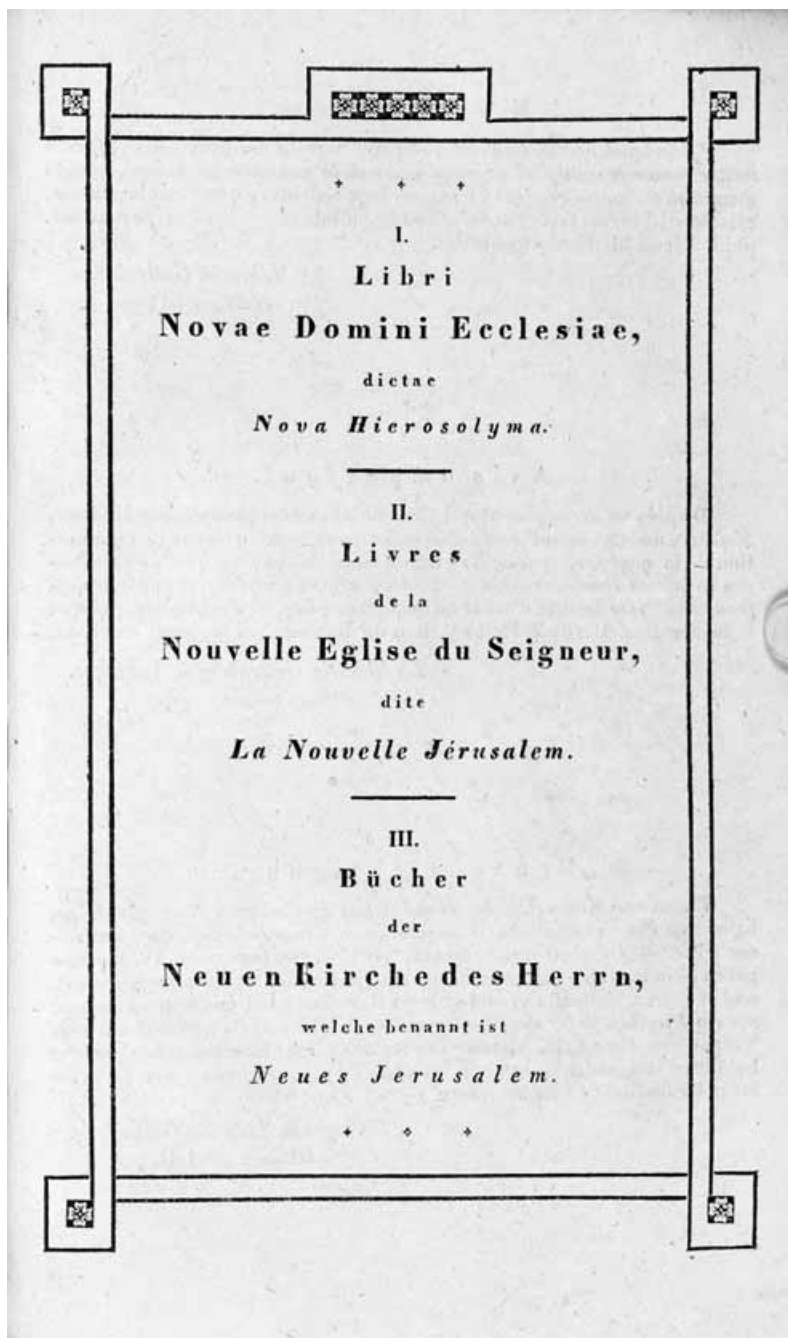 I.
Libri
Novae Domini Ecclesiae,
dictae
Nova Hierosolyma.
II.
Livres
de la
Nouvelle Eglise du Seigneur,
dite
La Nouvelle Jérusalem.
III.
Bücher
der
Neuen Kirche des Herrn,
welche benannt ist
Neues Jerusalem.